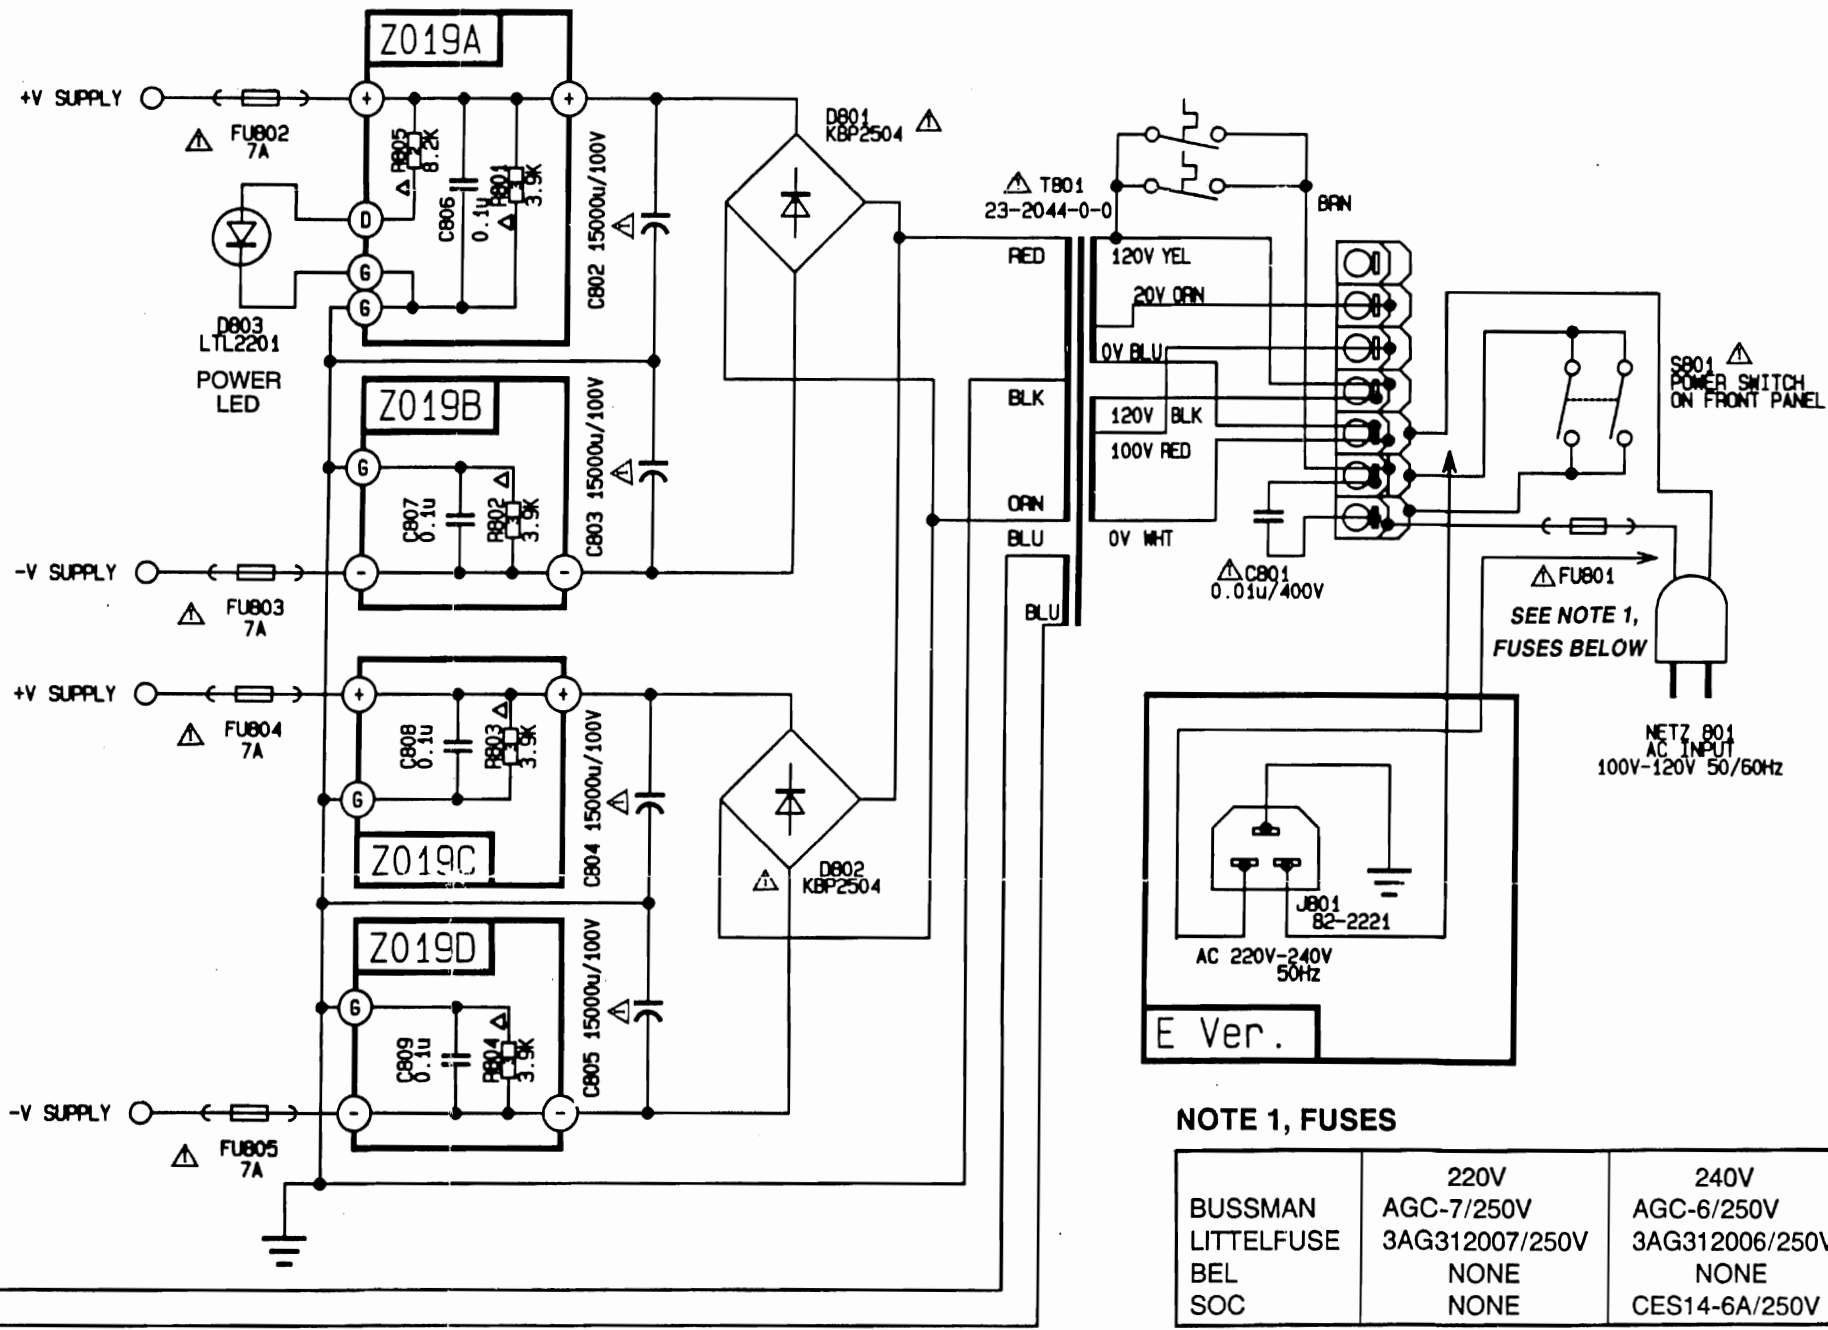 Z019A
+V SUPPLY
+
+
FU802
7A
R805
8.2K
C806
0.1u
R801
3.9K
C802 15000u/100V
D801
KBP2504
D
G
G
D803
LTL2201
POWER
LED
T801
23-2044-0-0
BRN
RED
120V YEL
20V ORN
0V BLU
BLK
120V BLK
100V RED
ORN
BLU
0V WHT
BLU
S801
POWER SWITCH
ON FRONT PANEL
C801
0.01u/400V
FU801
SEE NOTE 1,
FUSES BELOW
NETZ 801
AC INPUT
100V-120V 50/60Hz
Z019B
G
C807
0.1u
R802
3.9K
C803 15000u/100V
-V SUPPLY
-
-
FU803
7A
+V SUPPLY
+
+
FU804
7A
C808
0.1u
R803
3.9K
C804 15000u/100V
G
Z019C
D802
KBP2504
Z019D
G
C809
0.1u
R804
3.9K
C805 15000u/100V
-V SUPPLY
-
-
FU805
7A
J801
82-2221
AC 220V-240V
50Hz
E Ver.
NOTE 1, FUSES
220V 240V
BUSSMAN AGC-7/250V AGC-6/250V
LITTELFUSE 3AG312007/250V 3AG312006/250V
BEL NONE NONE
SOC NONE CES14-6A/250V